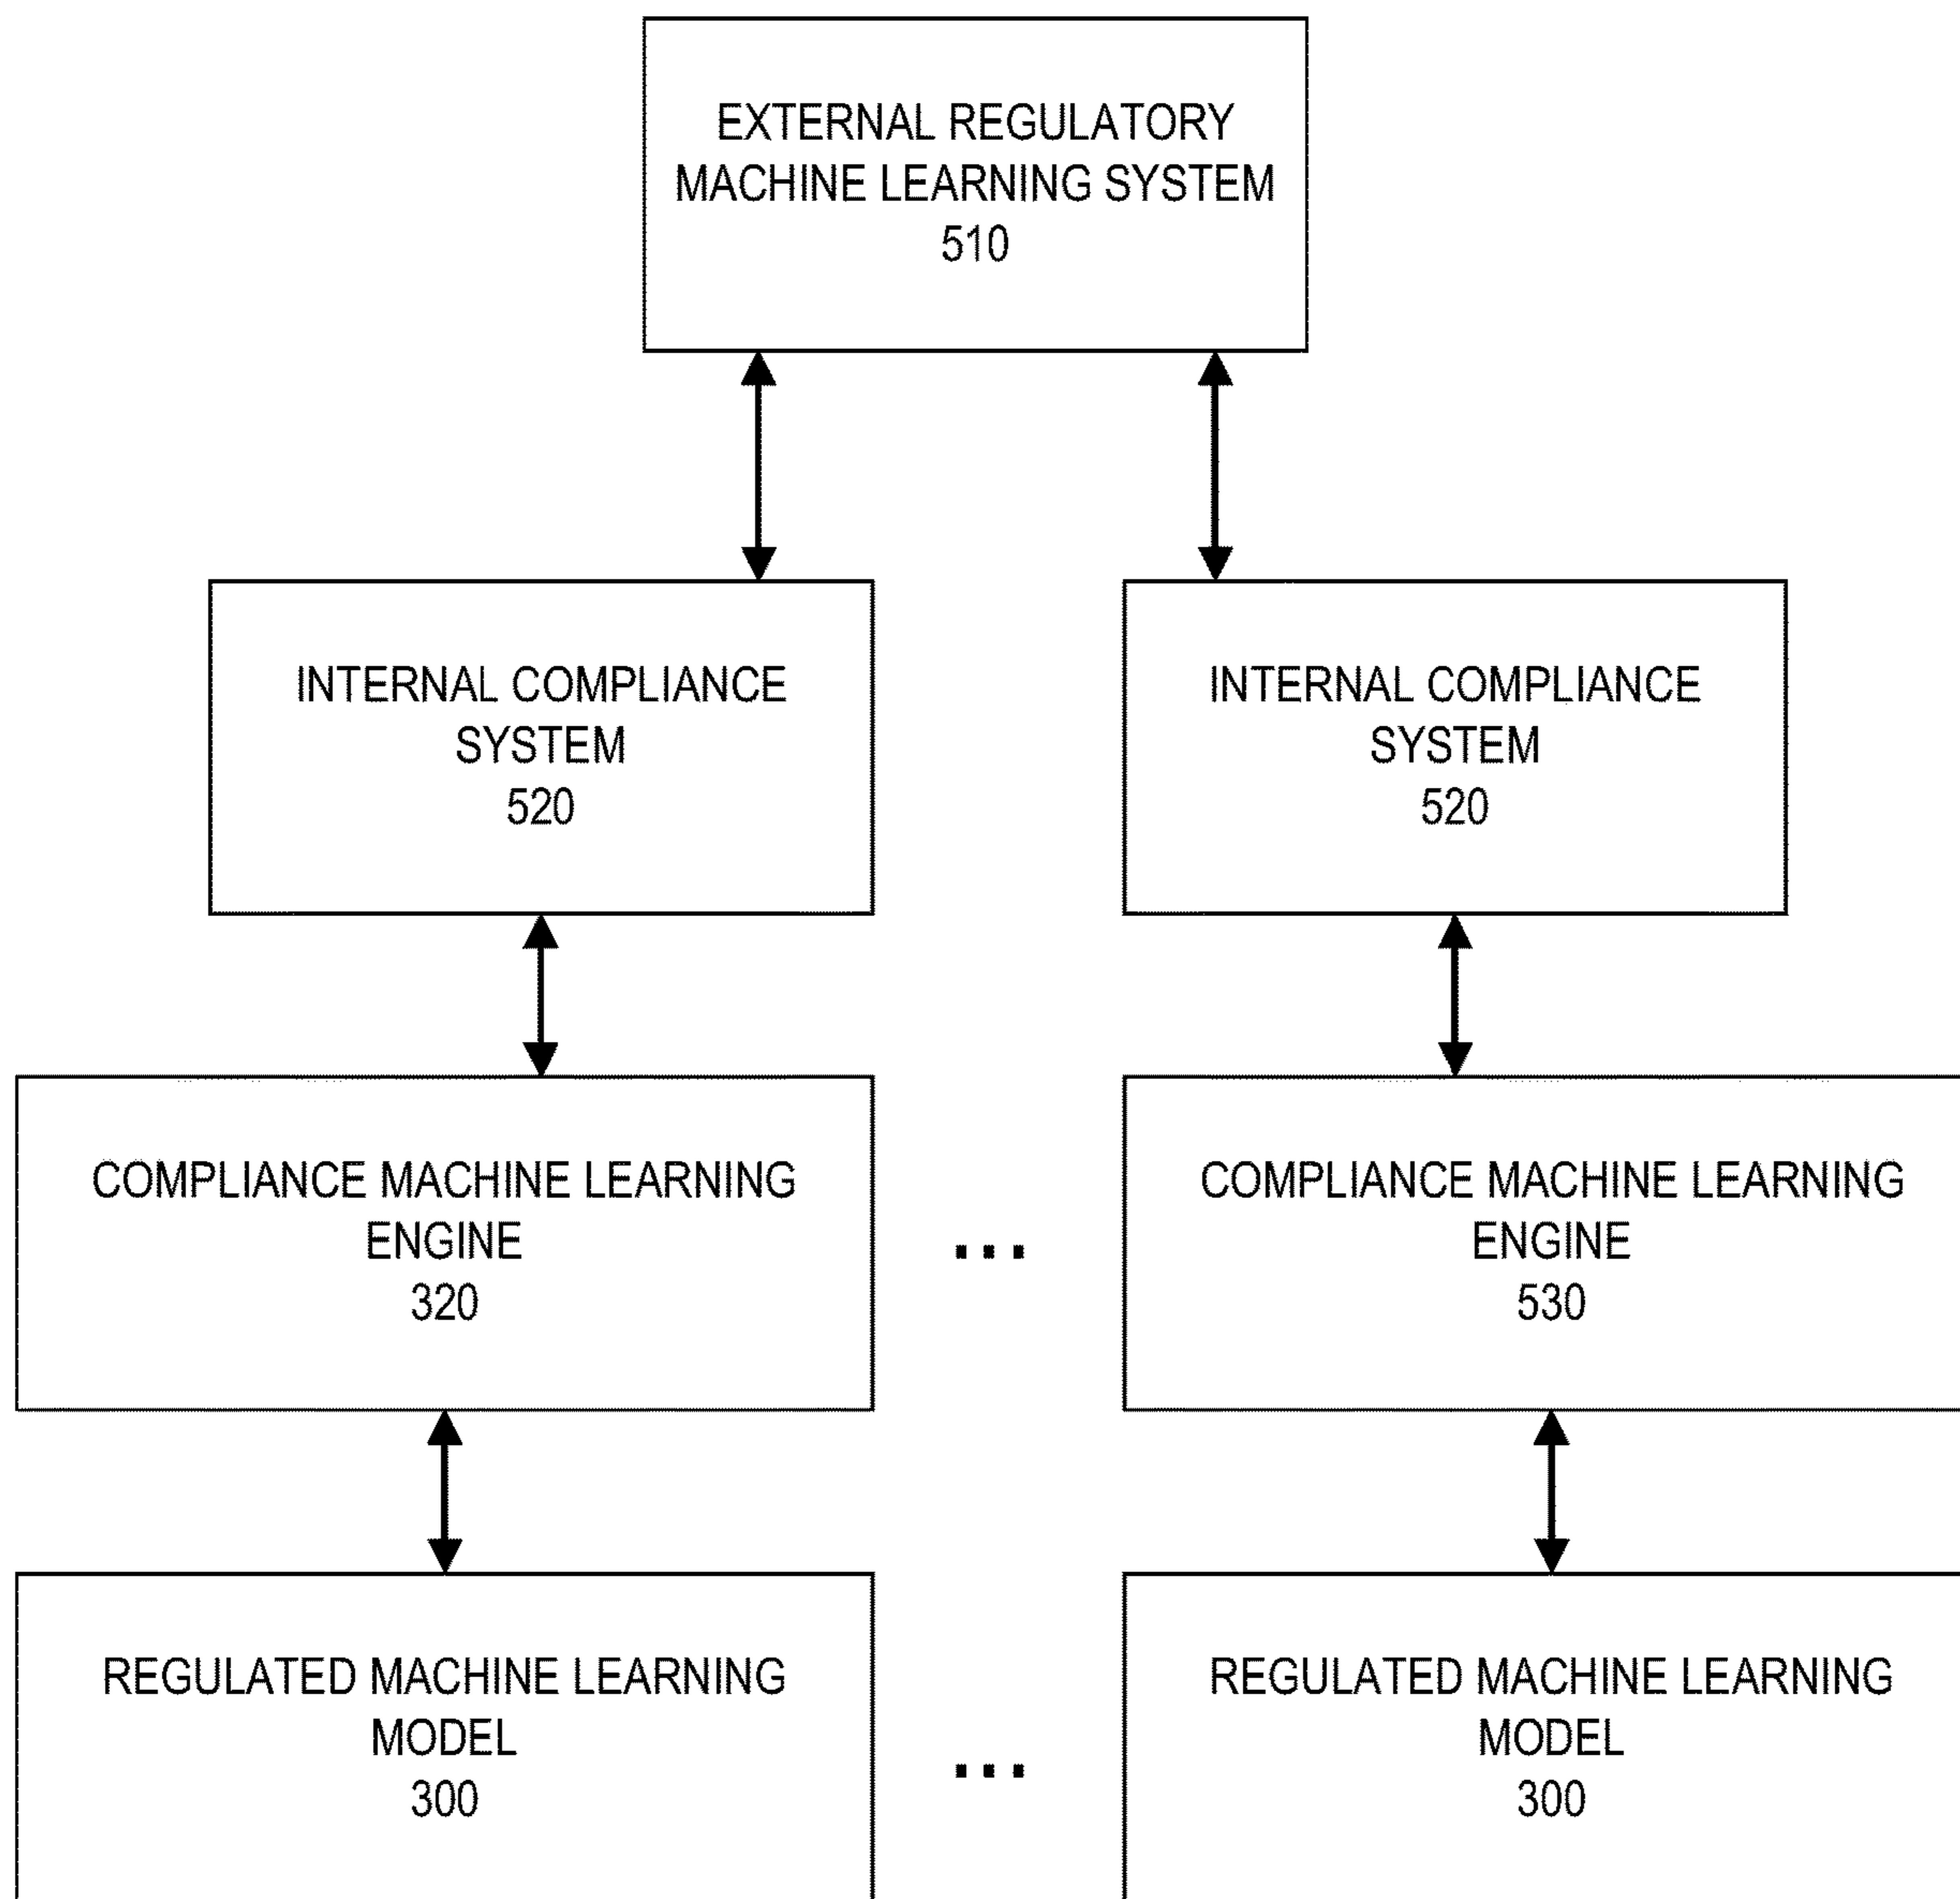 EXTERNAL REGULATORY
MACHINE LEARNING SYSTEM
510
INTERNAL COMPLIANCE
SYSTEM
520
INTERNAL COMPLIANCE
SYSTEM
520
COMPLIANCE MACHINE LEARNING
ENGINE
320
...
COMPLIANCE MACHINE LEARNING
ENGINE
530
REGULATED MACHINE LEARNING
MODEL
300
...
REGULATED MACHINE LEARNING
MODEL
300